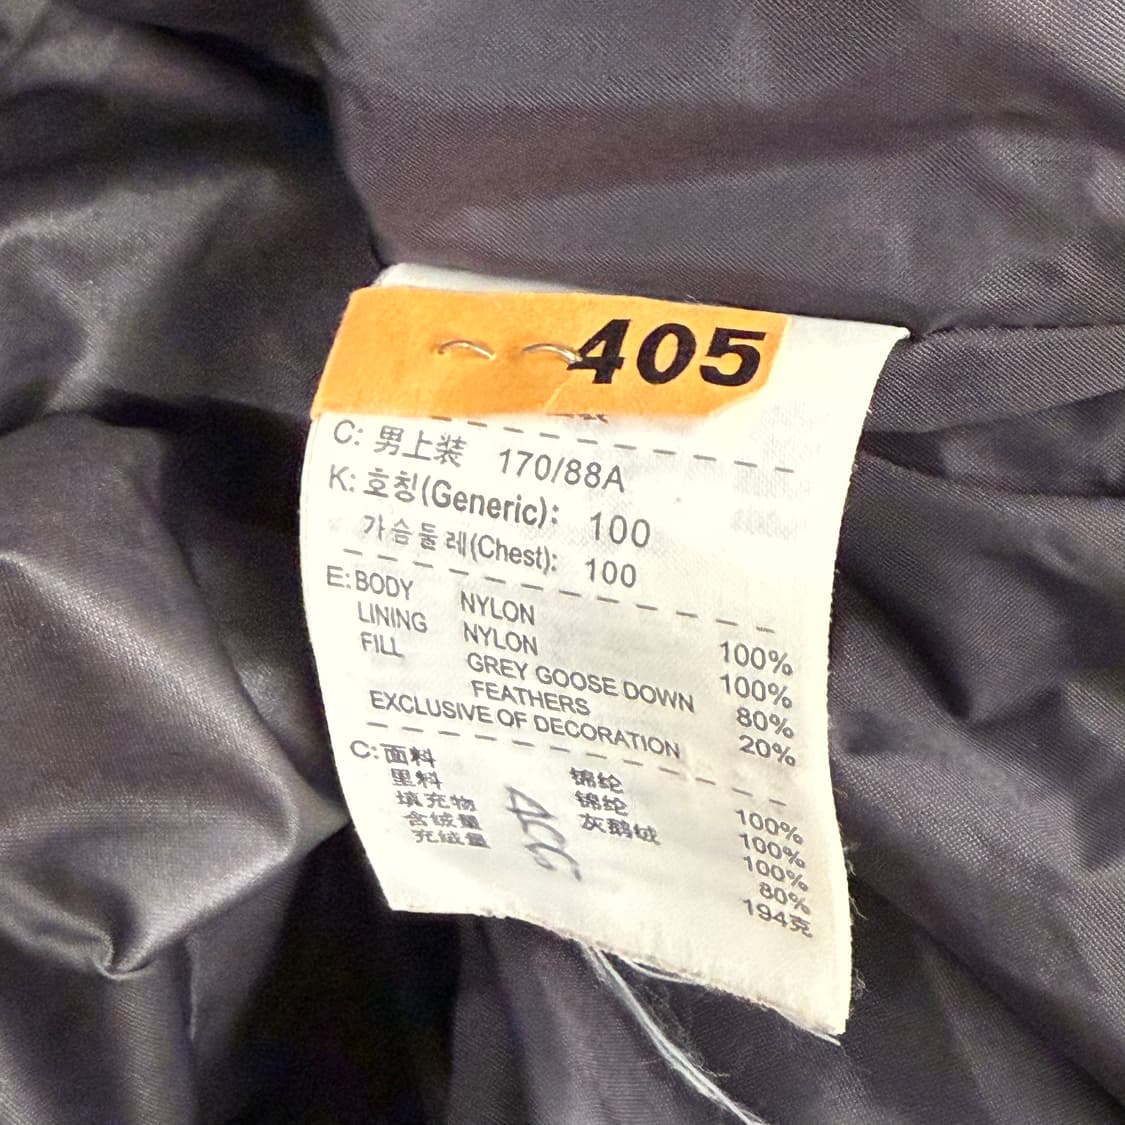 405
C: 男上装 170/88A
K: 호칭(Generic): 100
가슴둘레(Chest): 100
E: BODY NYLON 100%
LINING NYLON 100%
FILL GREY GOOSE DOWN 80%
FEATHERS 20%
EXCLUSIVE OF DECORATION
C: 面料 锦纶 100%
里料 锦纶 100%
填充物 灰鹅绒 100%
含绒量 80%
充绒量 194克